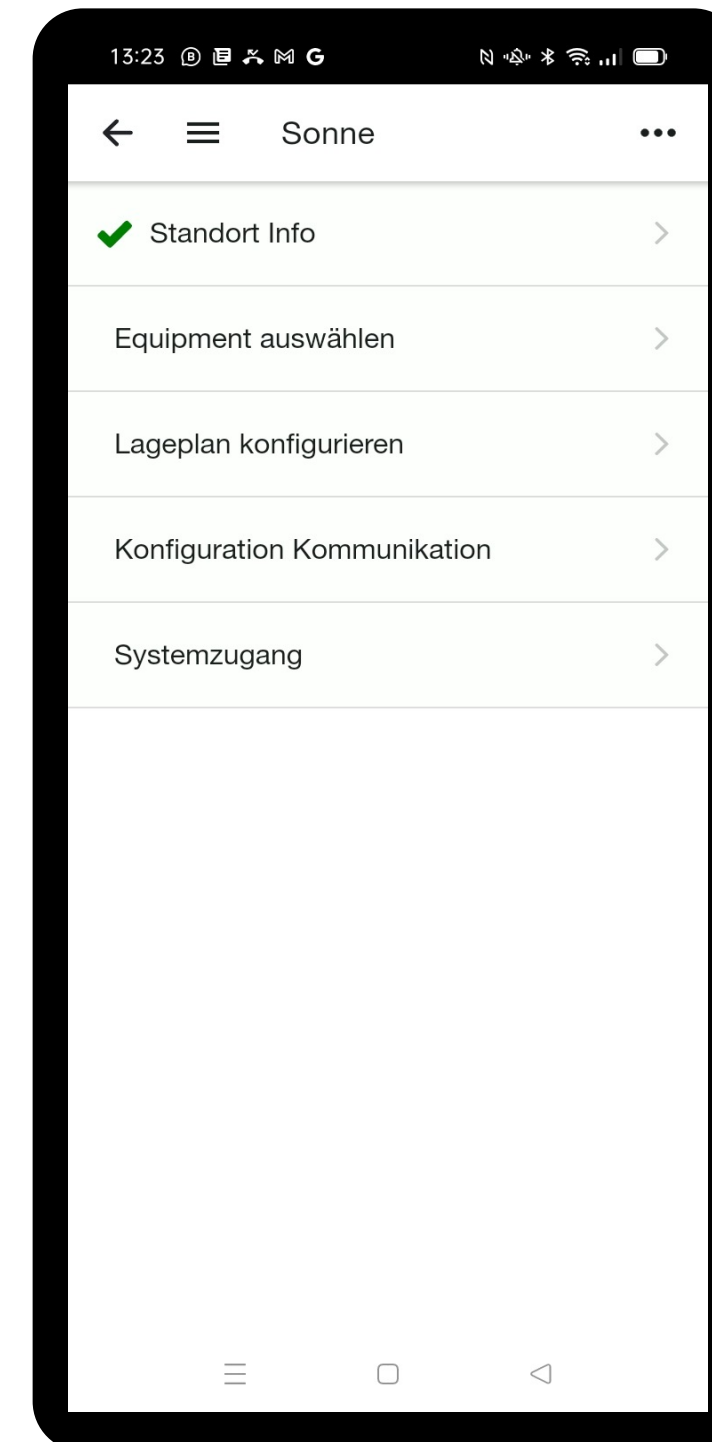 13:23
Sonne
Standort Info
Equipment auswählen
Lageplan konfigurieren
Konfiguration Kommunikation
Systemzugang